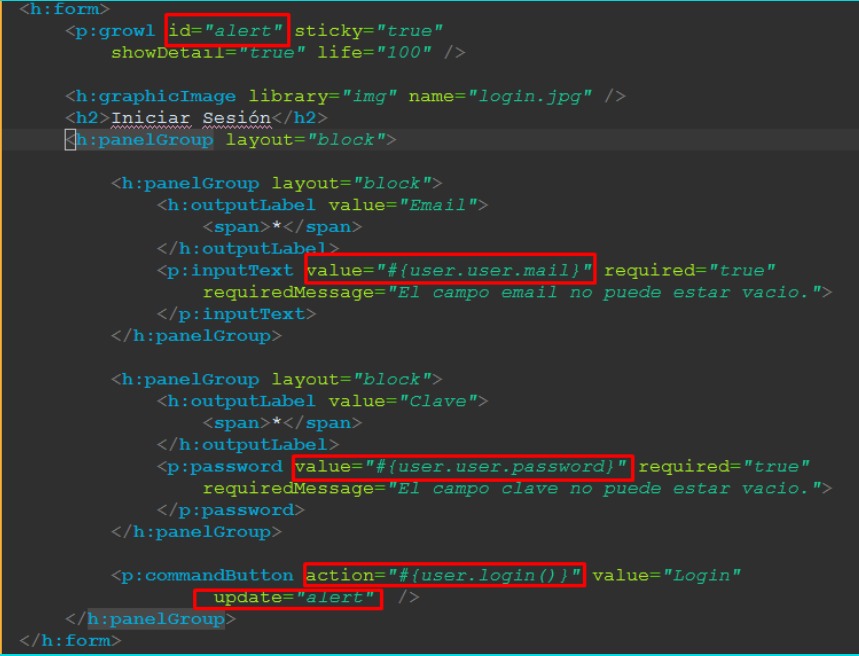 <h:form>
<p:growl id="alert" sticky="true"
showDetail="true" life="100" />
<h:graphicImage library="img" name="login.jpg" />
<h2>Iniciar Sesión</h2>
<h:panelGroup layout="block">
<h:panelGroup layout="block">
<h:outputLabel value="Email">
<span>*</span>
</h:outputLabel>
<p:inputText value="#{user.user.mail}" required="true"
requiredMessage="El campo email no puede estar vacio.">
</p:inputText>
</h:panelGroup>
<h:panelGroup layout="block">
<h:outputLabel value="Clave">
<span>*</span>
</h:outputLabel>
<p:password value="#{user.user.password}" required="true"
requiredMessage="El campo clave no puede estar vacio.">
</p:password>
</h:panelGroup>
<p:commandButton action="#{user.login()}" value="Login"
update="alert" />
</h:panelGroup>
</h:form>